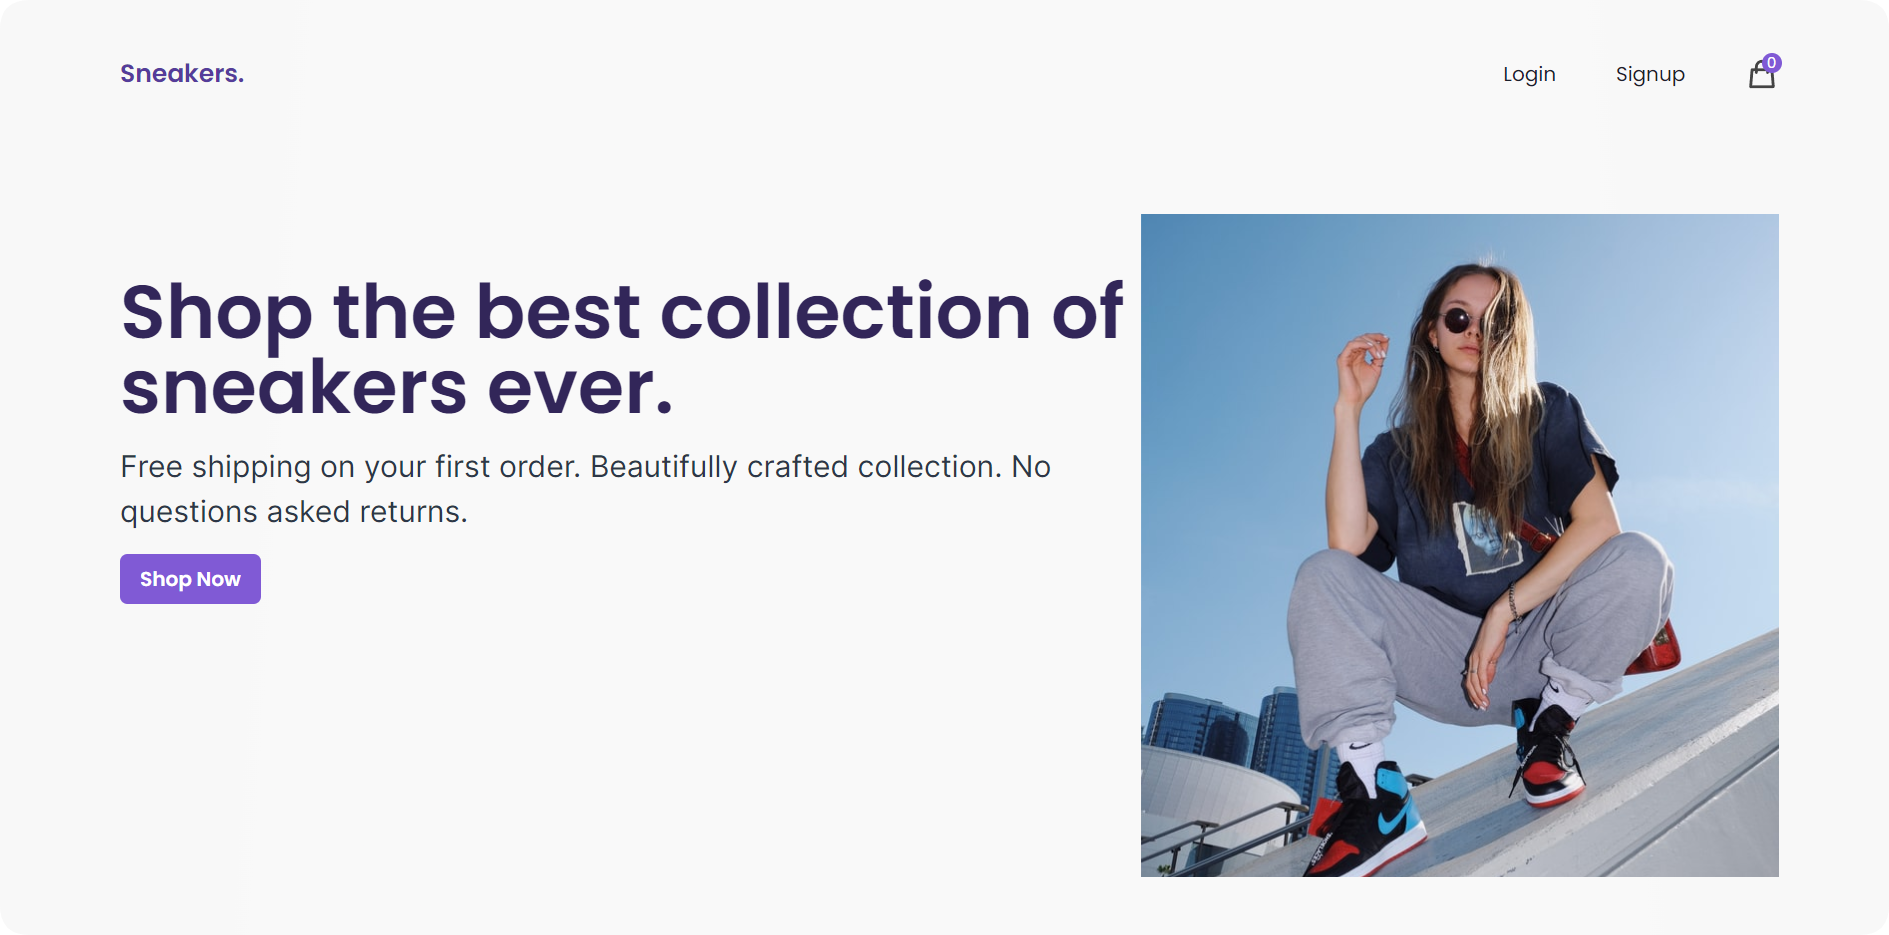 Sneakers.
Login
Signup
0
Shop the best collection of
sneakers ever.
Free shipping on your first order. Beautifully crafted collection. No
questions asked returns.
Shop Now